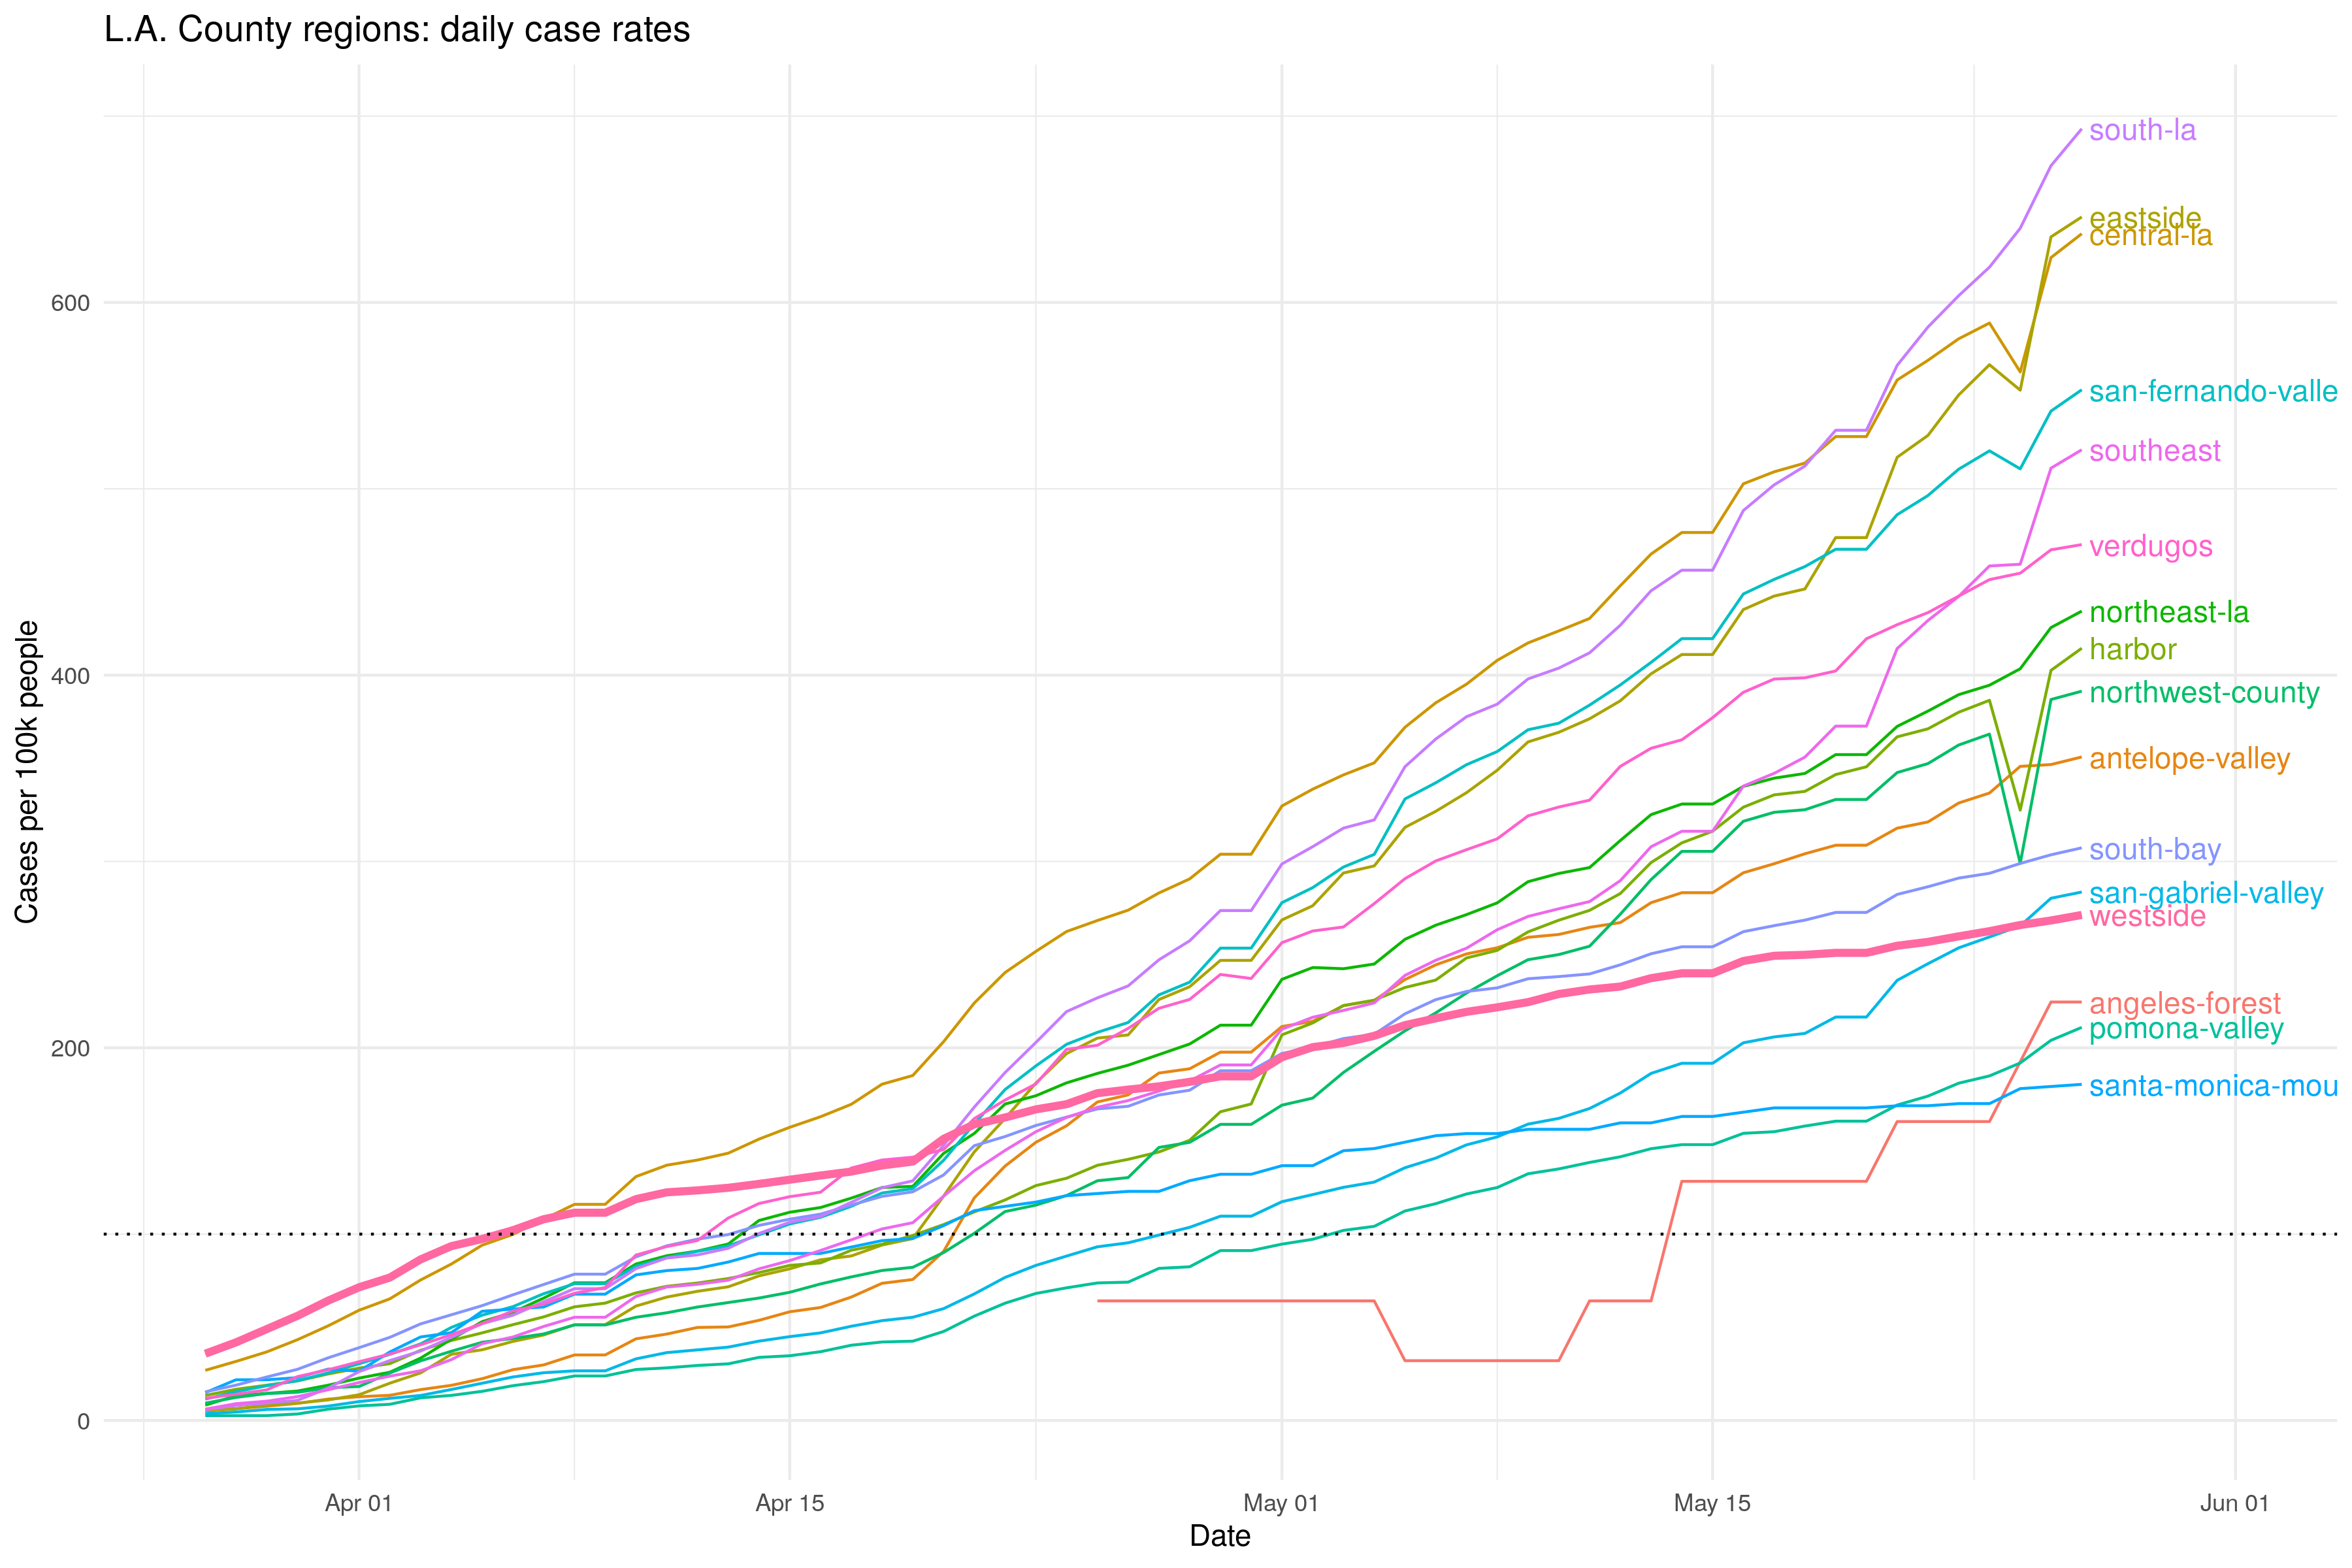 L.A. County regions: daily case rates
south-la
eastside
central-la
600
san-fernando-valle
southeast
verdugos
northeast-la
400
harbor
northwest-county
antelope-valley
south-bay
san-gabriel-valley
westside
angeles-forest
pomona-valley
200
santa-monica-mou
0
Cases per 100k people
Apr 01
Apr 15
May 01
May 15
Jun 01
Date